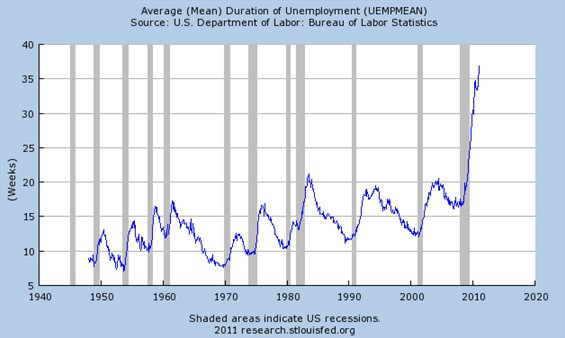 Average (Mean) Duration of Unemployment (UEMPMEAN)
Source: U.S. Department of Labor: Bureau of Labor Statistics
40
35
30
25
20
15
10
5
(Weeks)
1940 1950 1960 1970 1980 1990 2000 2010 2020
Shaded areas indicate US recessions.
2011 research.stlouisfed.org